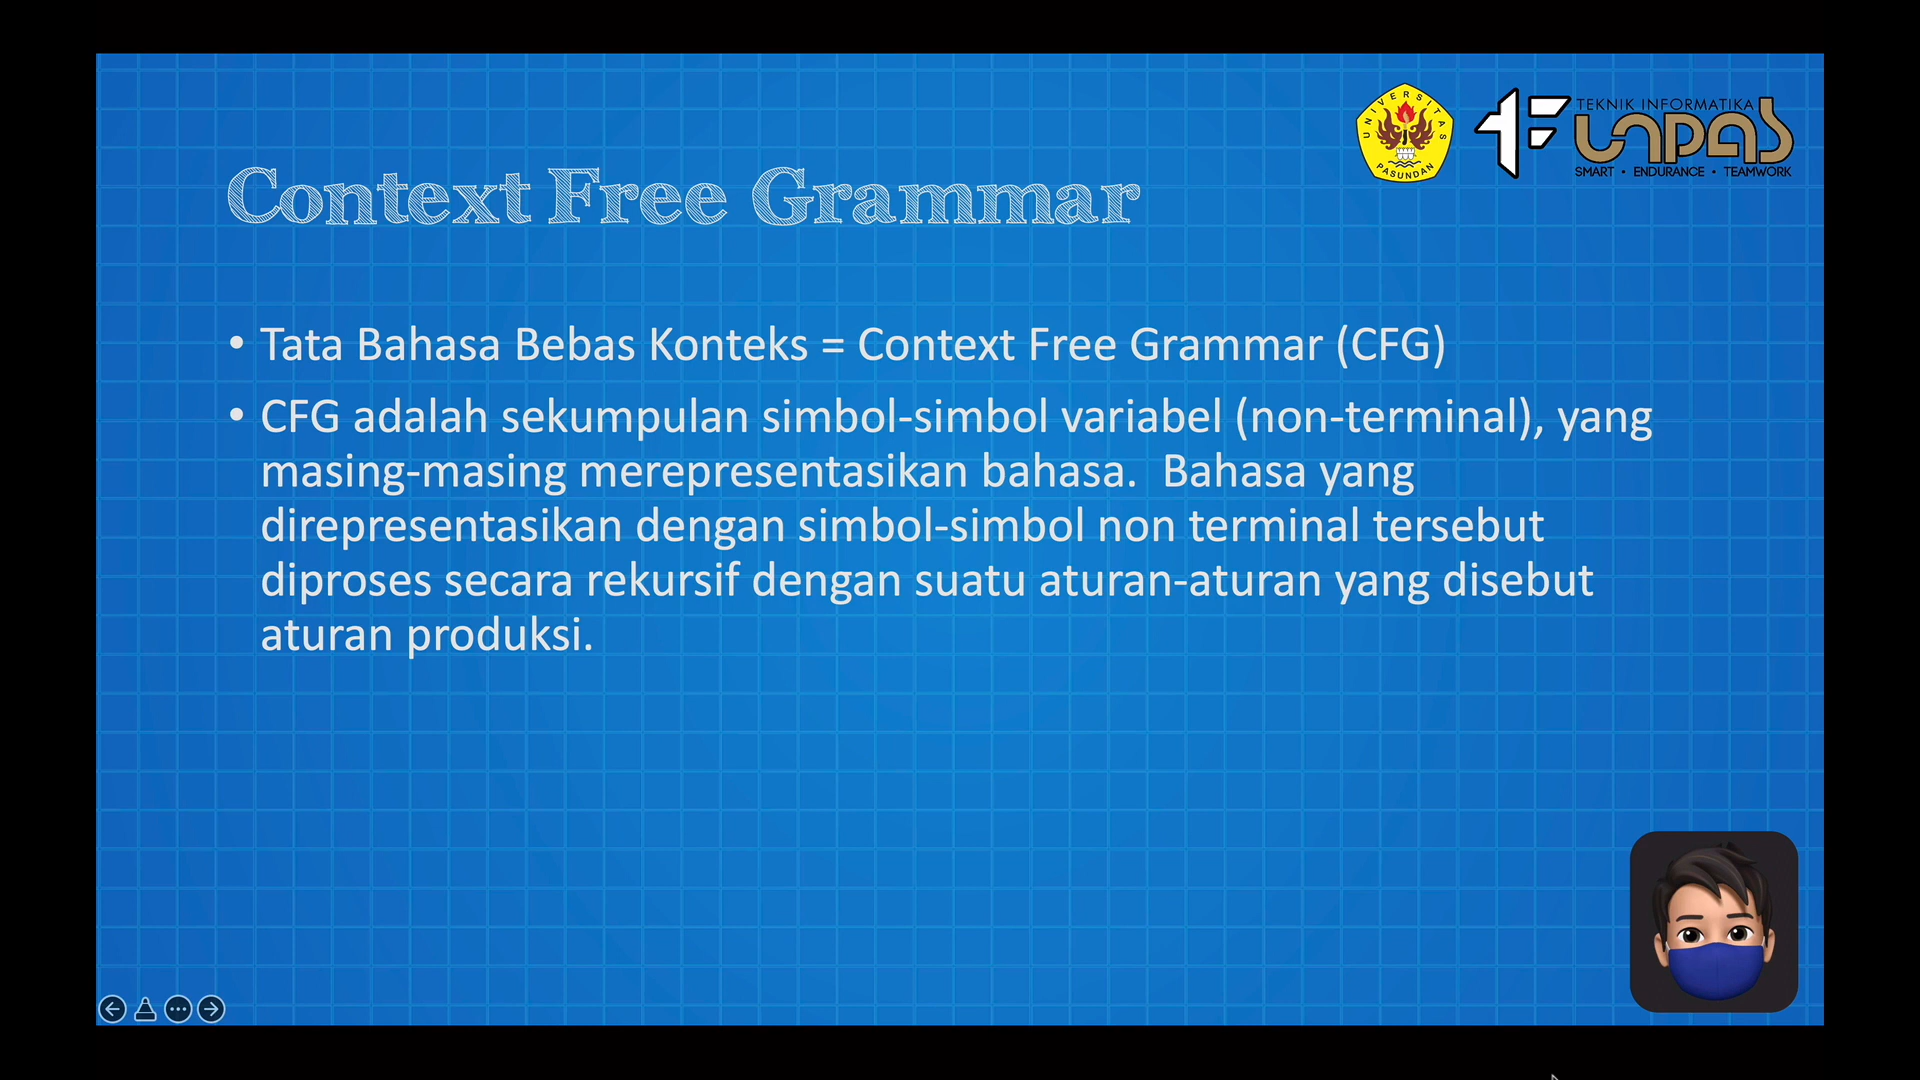 UNIVERSITAS
PASUNDAN
TEKNIK INFORMATIKA
UNPAS
SMART • ENDURANCE • TEAMWORK
Context Free Grammar
• Tata Bahasa Bebas Konteks = Context Free Grammar (CFG)
• CFG adalah sekumpulan simbol-simbol variabel (non-terminal), yang
masing-masing merepresentasikan bahasa.  Bahasa yang
direpresentasikan dengan simbol-simbol non terminal tersebut
diproses secara rekursif dengan suatu aturan-aturan yang disebut
aturan produksi.